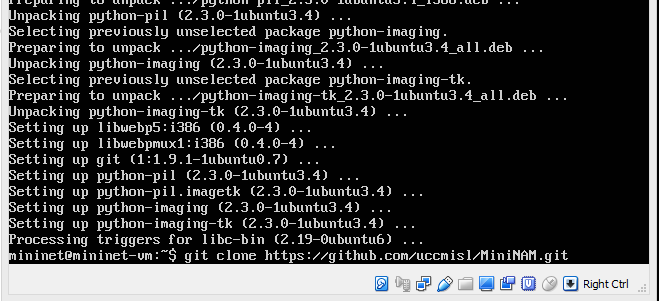 Unpacking python-pil (2.3.0-1ubuntu3.4) ...
Selecting previously unselected package python-imaging.
Preparing to unpack .../python-imaging_2.3.0-1ubuntu3.4_all.deb ...
Unpacking python-imaging (2.3.0-1ubuntu3.4) ...
Selecting previously unselected package python-imaging-tk.
Preparing to unpack .../python-imaging-tk_2.3.0-1ubuntu3.4_all.deb ...
Unpacking python-imaging-tk (2.3.0-1ubuntu3.4) ...
Setting up libwebp5:i386 (0.4.0-4) ...
Setting up libwebpmux1:i386 (0.4.0-4) ...
Setting up git (1:1.9.1-1ubuntu0.7) ...
Setting up python-pil (2.3.0-1ubuntu3.4) ...
Setting up python-pil.imagetk (2.3.0-1ubuntu3.4) ...
Setting up python-imaging (2.3.0-1ubuntu3.4) ...
Setting up python-imaging-tk (2.3.0-1ubuntu3.4) ...
Processing triggers for libc-bin (2.19-0ubuntu6) ...
mininet@mininet-vm:~$ git clone https://github.com/uccmisl/MiniNAM.git
Right Ctrl